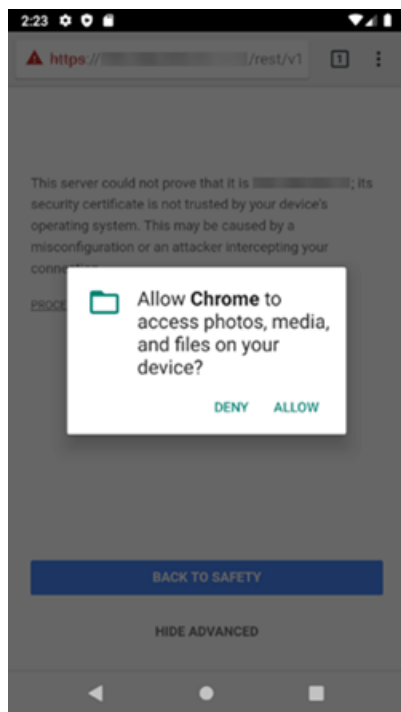 2:23
https:// /rest/v1 1
This server could not prove that it is ; its
security certificate is not trusted by your device's
operating system. This may be caused by a
misconfiguration or an attacker intercepting your
Allow Chrome to
access photos, media,
and files on your
device?
DENY ALLOW
BACK TO SAFETY
HIDE ADVANCED